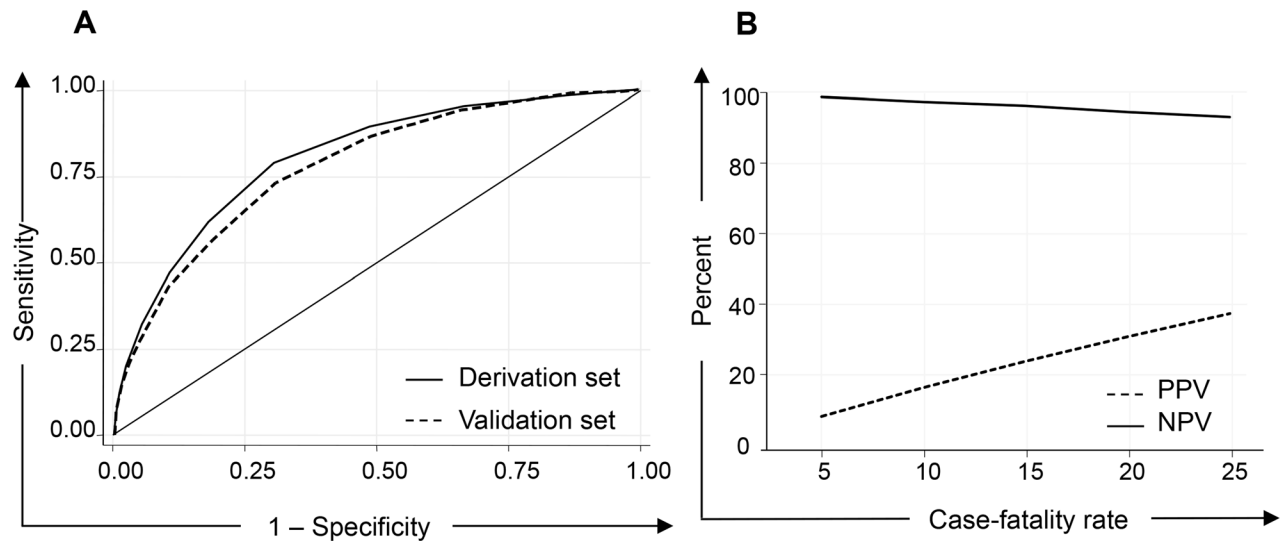 A
1.00
0.75
0.50
0.25
0.00
Sensitivity
0.00 0.25 0.50 0.75 1.00
1 – Specificity
Derivation set
Validation set
B
100
80
60
40
20
0
Percent
5 10 15 20 25
Case-fatality rate
PPV
NPV